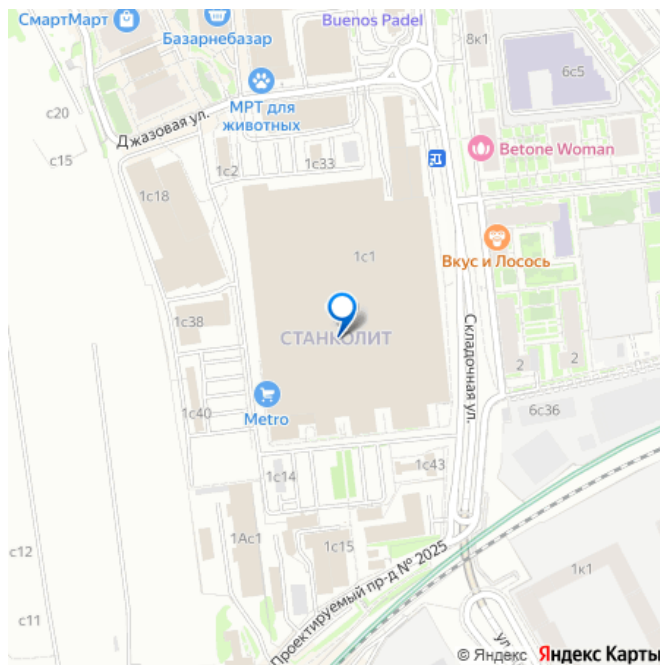 СмартМарт
Базарнебазар
Buenos Padel
8к1
6с5
МРТ для
животных
с20
Джазовая ул.
с15
1с2
1с33
Betone Woman
1с18
1с1
Вкус и Лосось
1с38
СТАНКОЛИТ
Складочная ул.
2
2
Metro
1с40
6с36
1с14
1с43
1Ас1
1с15
Проектируемый пр-д № 2025
с12
1к1
с11
ул
© Яндекс Яндекс Карты